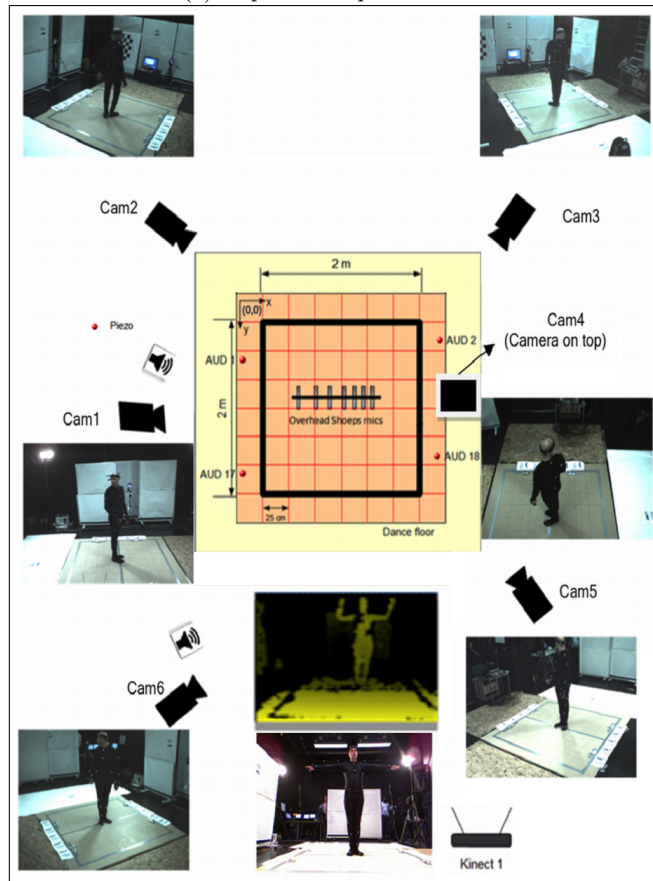 Cam2
Cam3
2 m
(0,0)
x
y
Cam4
(Camera on top)
Piezo
AUD 1
AUD 2
2 m
Cam1
Overhead Shoeps mics
AUD 17
AUD 18
25 cm
Dance floor
Cam5
Cam6
Kinect 1